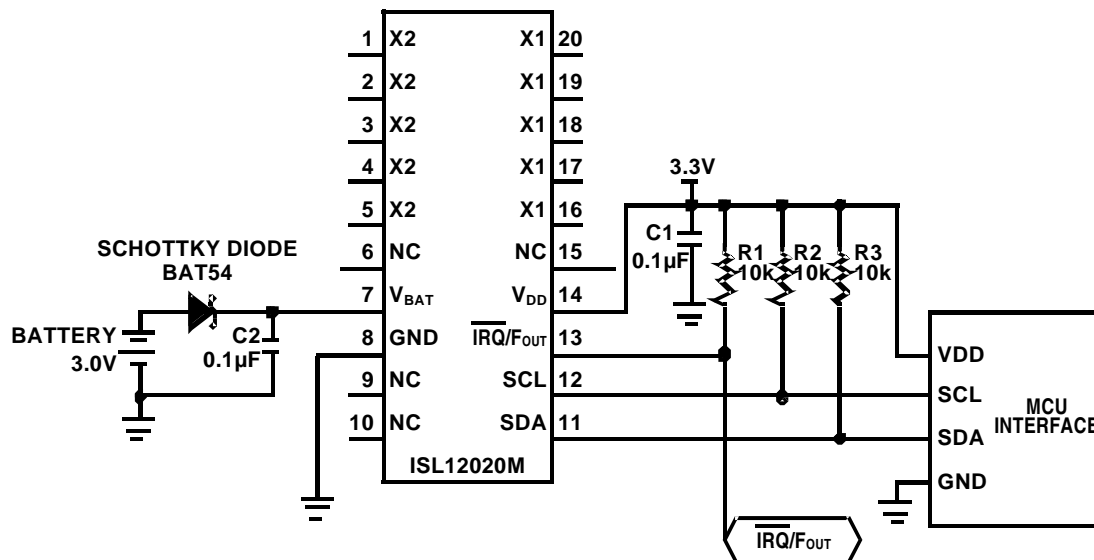 1 X2 X1 20
2 X2 X1 19
3 X2 X1 18
4 X2 X1 17
5 X2 X1 16
6 NC NC 15
7 VBAT VDD 14
8 GND IRQ/FOUT 13
9 NC SCL 12
10 NC SDA 11
ISL12020M
SCHOTTKY DIODE
BAT54
BATTERY
3.0V
C2
0.1µF
3.3V
C1
0.1µF
R1
10k
R2
10k
R3
10k
VDD
SCL
SDA
GND
MCU
INTERFACE
IRQ/FOUT